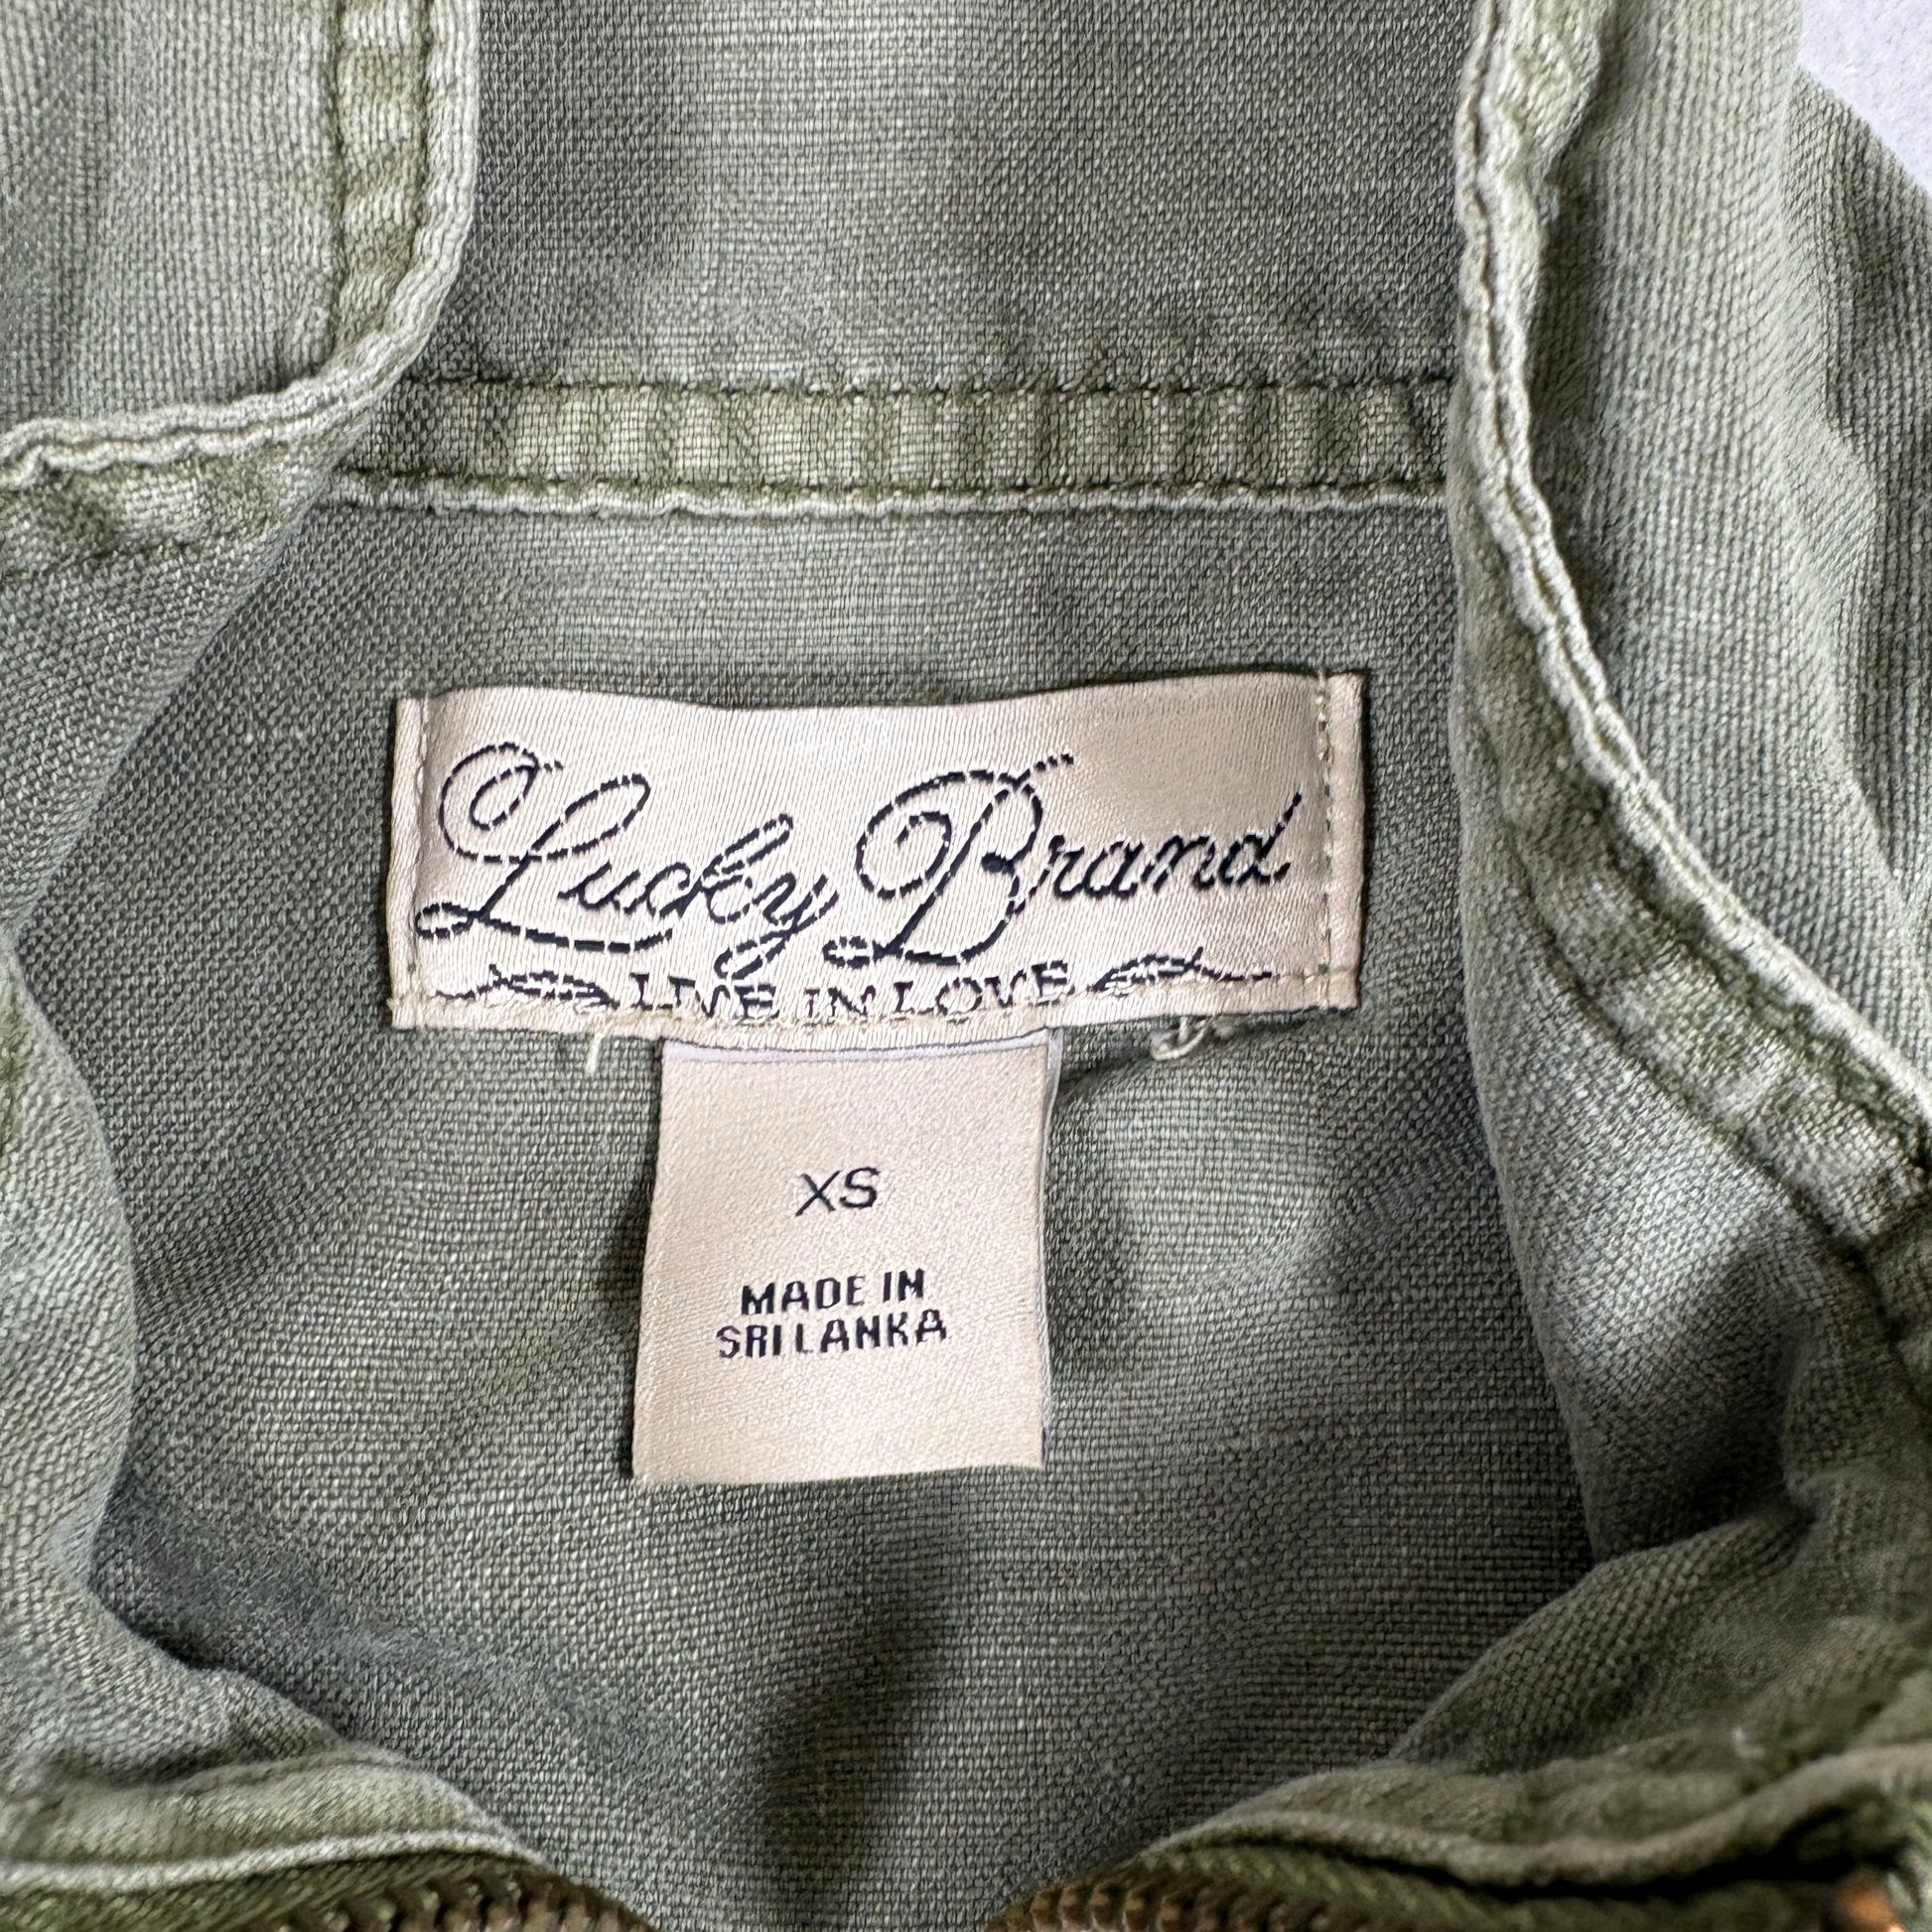 Lucky Brand
LIVE IN LOVE
XS
MADE IN
SRI LANKA